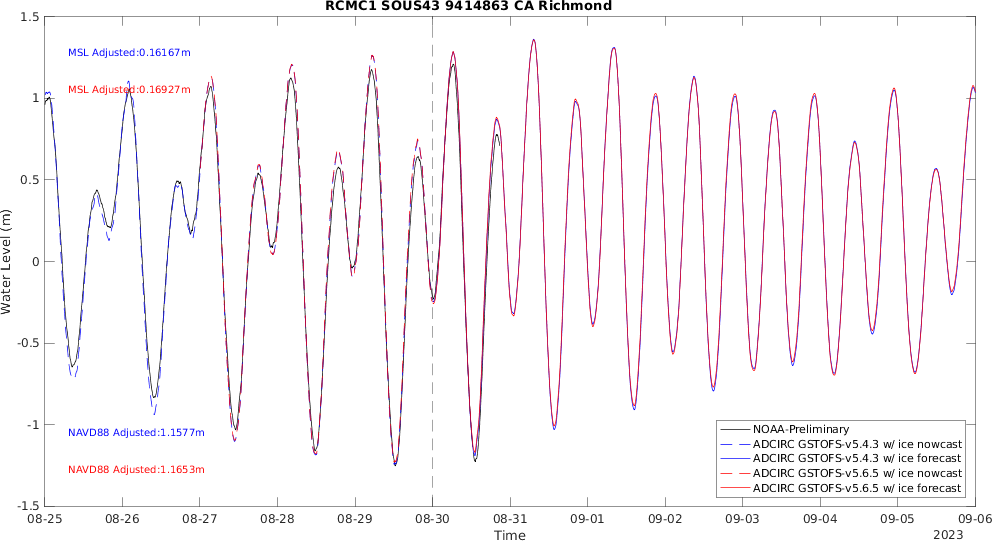 RCMC1 SOUS43 9414863 CA Richmond
1.5
1
0.5
0
-0.5
-1
-1.5
Water Level (m)
MSL Adjusted:0.16167m
MSL Adjusted:0.16927m
NAVD88 Adjusted:1.1577m
NAVD88 Adjusted:1.1653m
NOAA-Preliminary
ADCIRC GSTOFS-v5.4.3 w/ ice nowcast
ADCIRC GSTOFS-v5.4.3 w/ ice forecast
ADCIRC GSTOFS-v5.6.5 w/ ice nowcast
ADCIRC GSTOFS-v5.6.5 w/ ice forecast
08-25 08-26 08-27 08-28 08-29 08-30 08-31 09-01 09-02 09-03 09-04 09-05 09-06
Time
2023